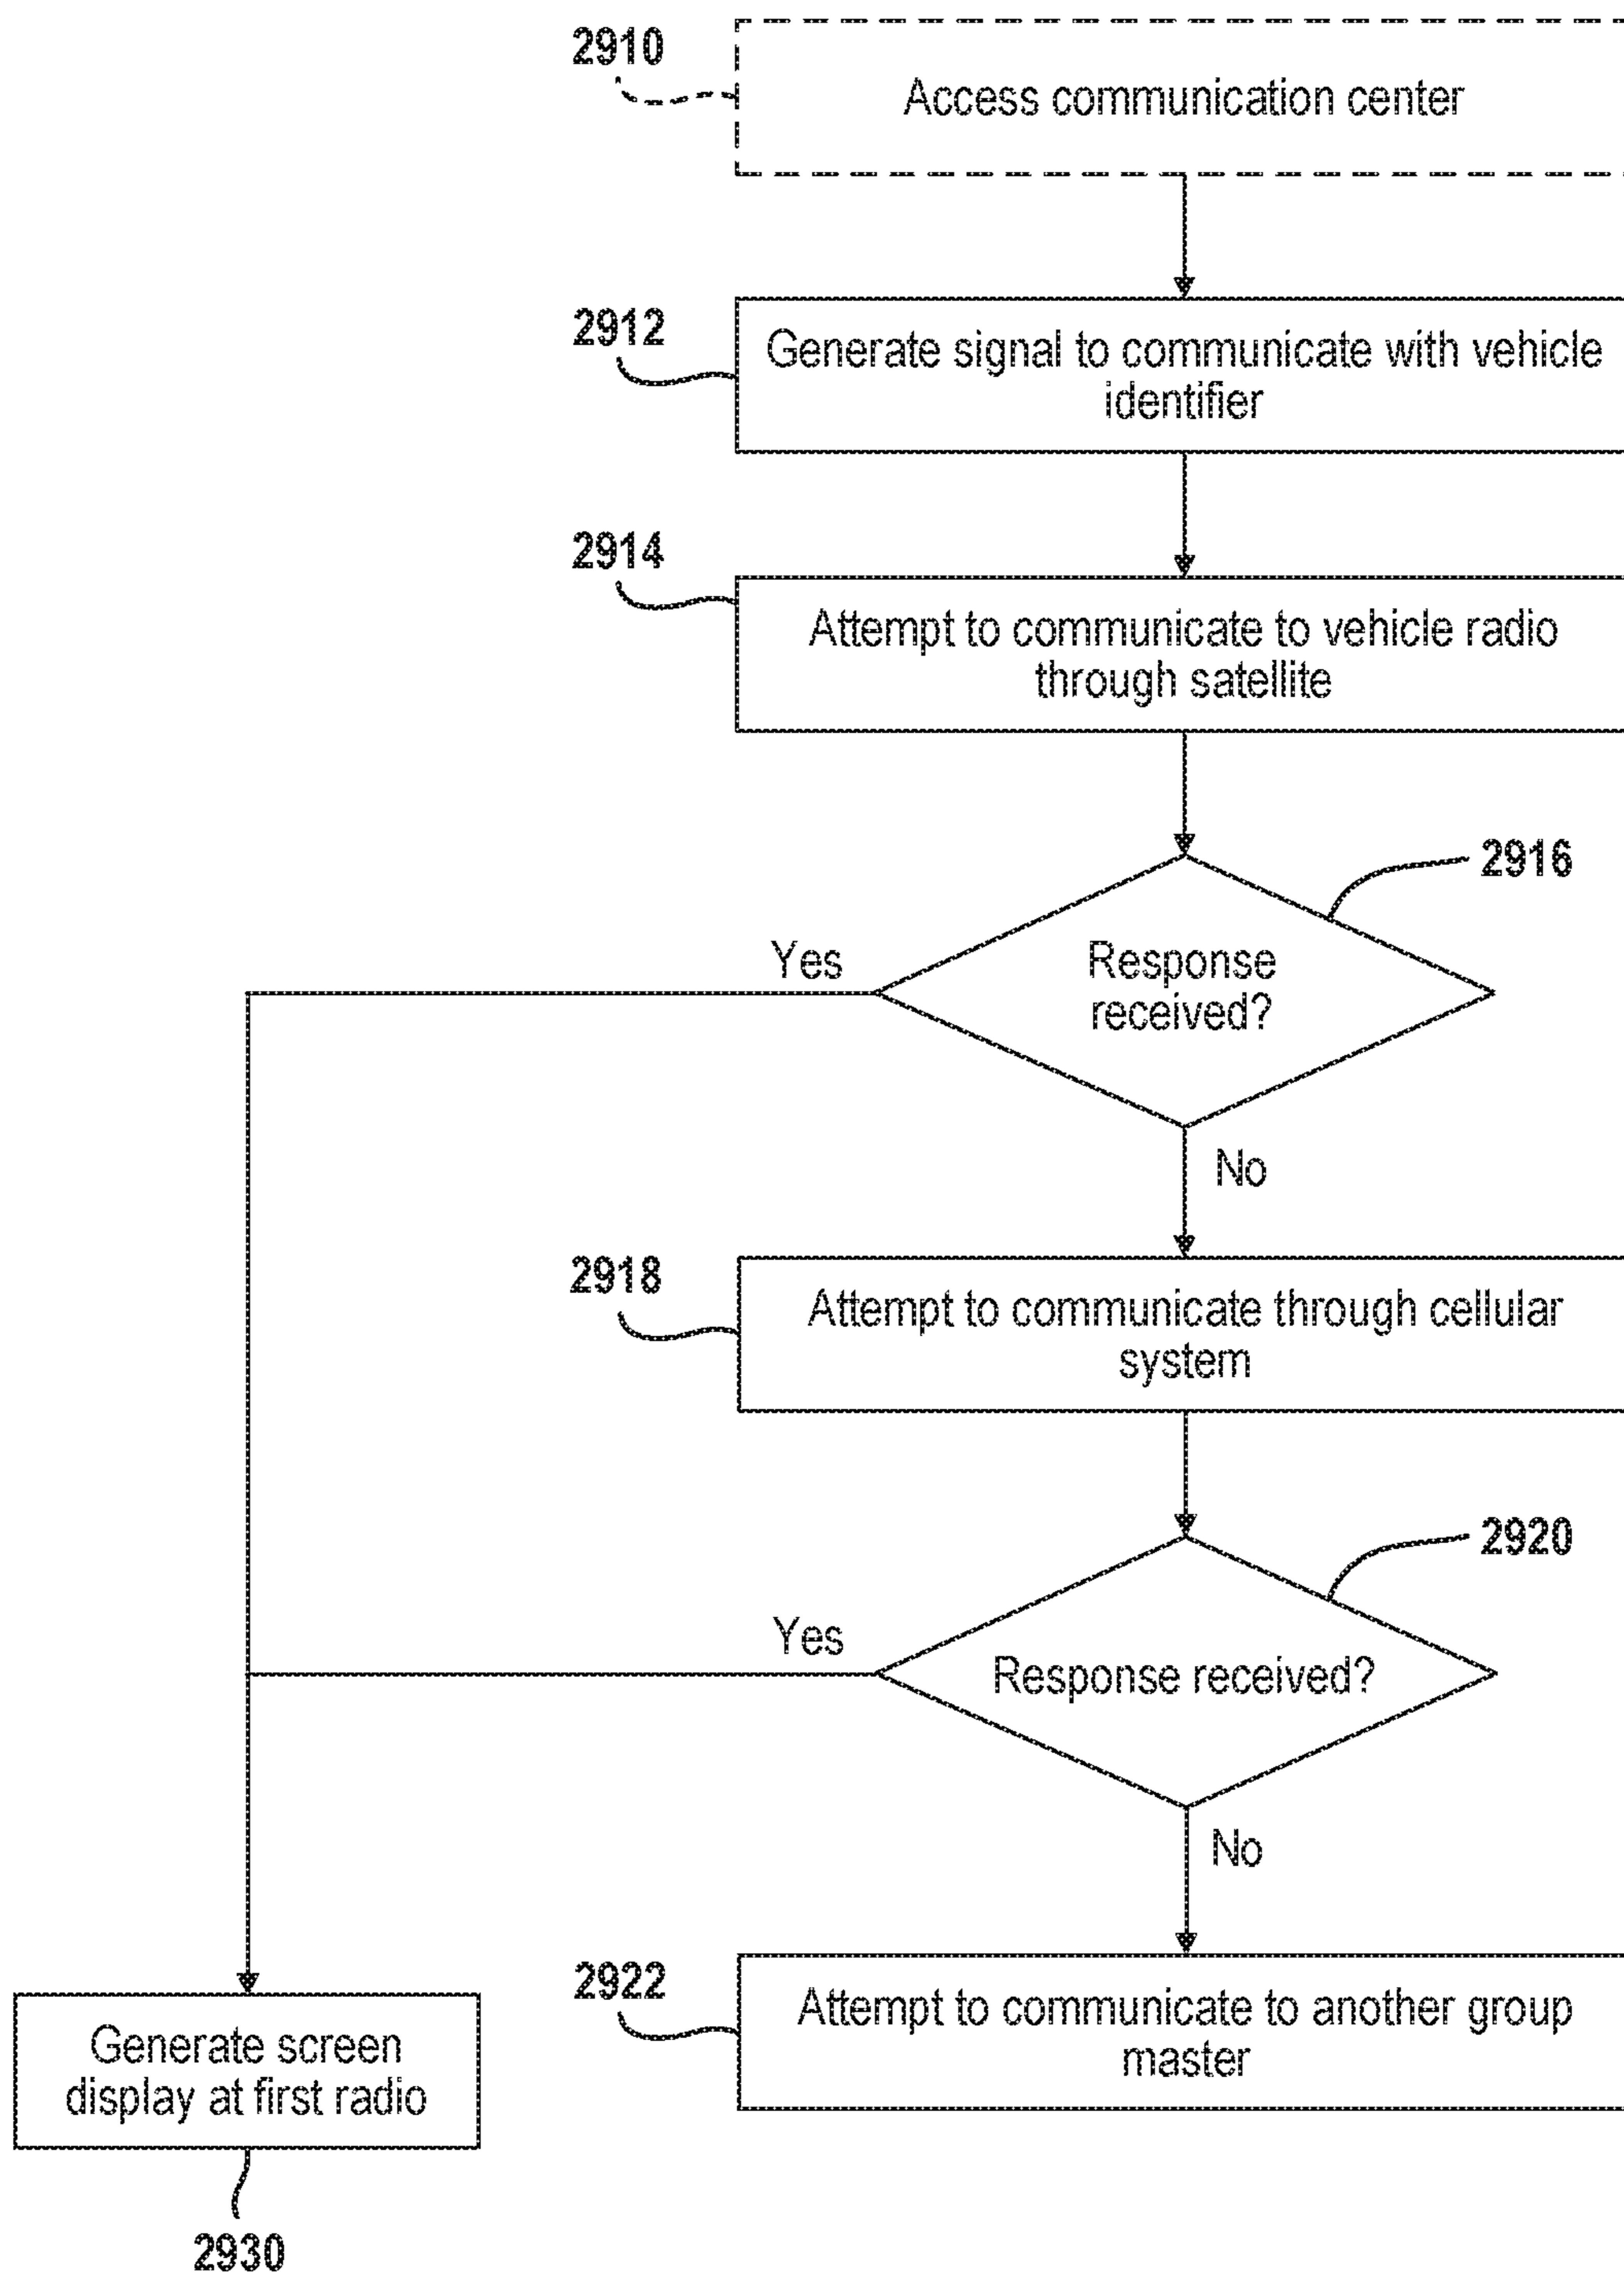 2910
Access communication center
2912
Generate signal to communicate with vehicle
identifier
2914
Attempt to communicate to vehicle radio
through satellite
2916
Yes
Response
received?
No
2918
Attempt to communicate through cellular
system
2920
Yes
Response received?
No
2922
Attempt to communicate to another group
master
Generate screen
display at first radio
2930